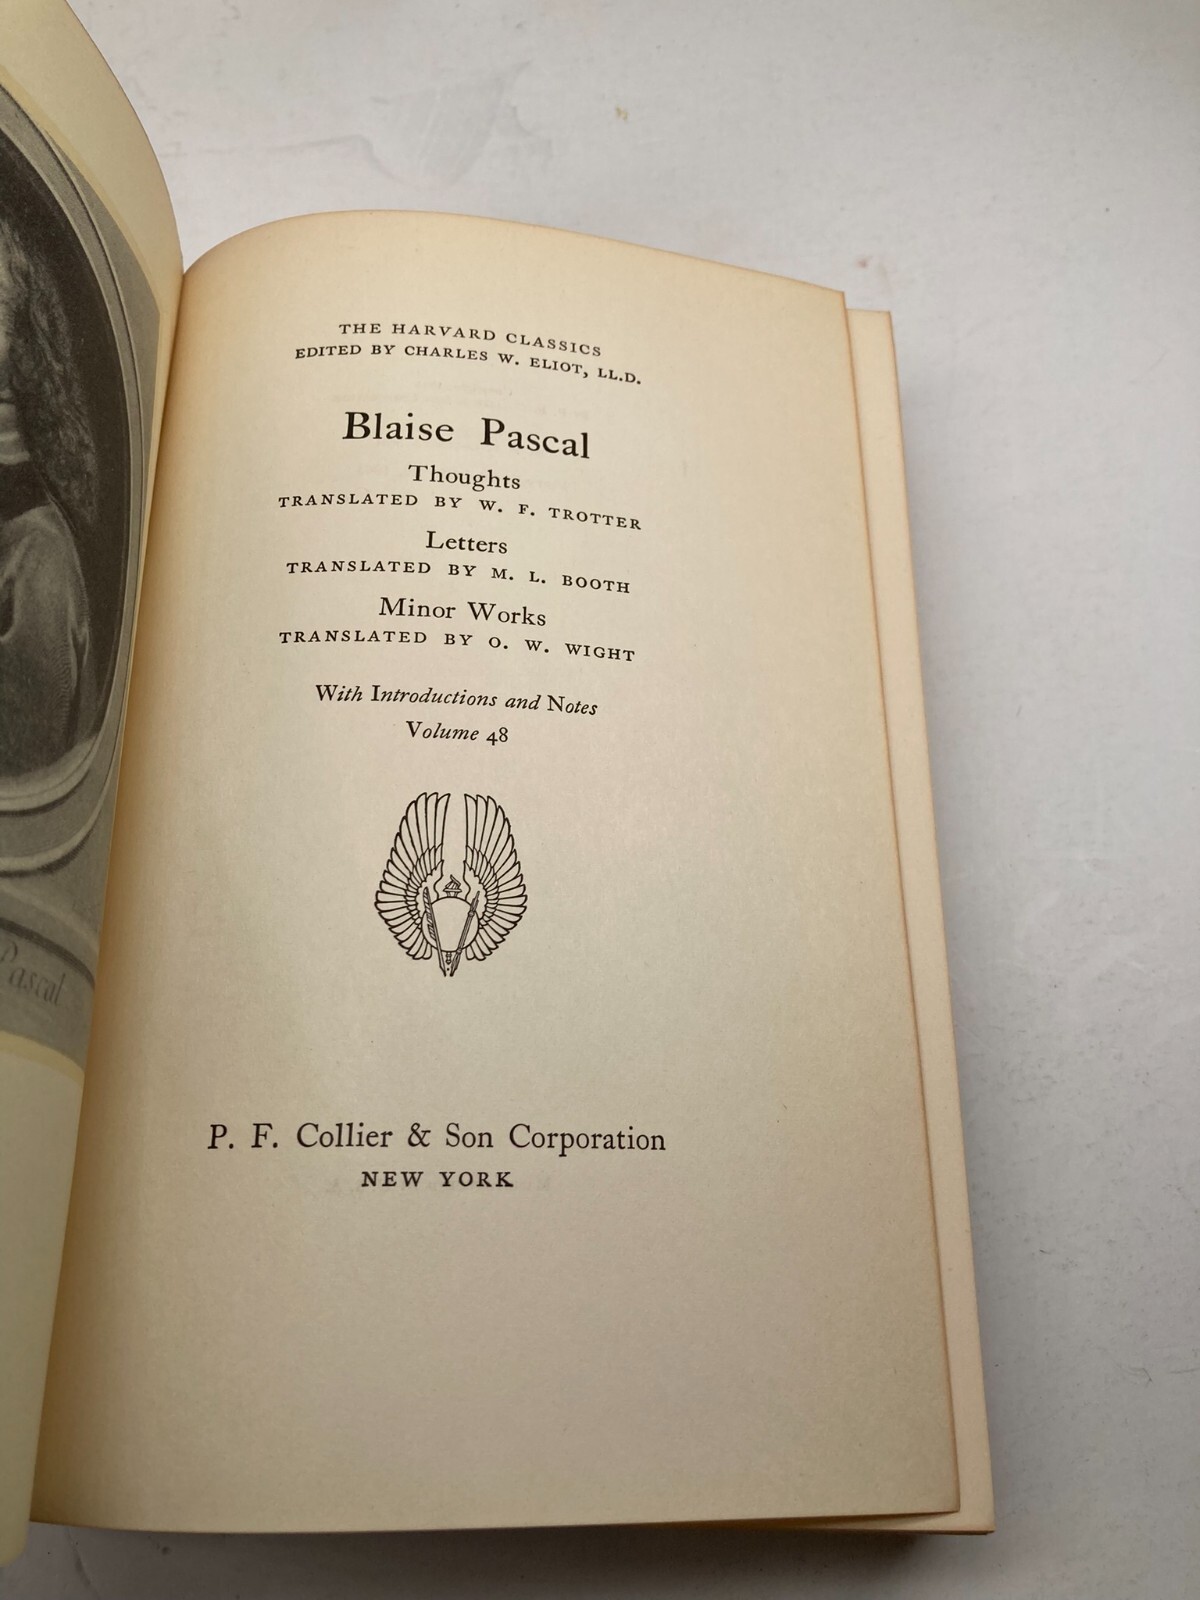 THE HARVARD CLASSICS
EDITED BY CHARLES W. ELIOT, LL.D.
Blaise Pascal
Thoughts
TRANSLATED BY W. F. TROTTER
Letters
TRANSLATED BY M. L. BOOTH
Minor Works
TRANSLATED BY O. W. WIGHT
With Introductions and Notes
Volume 48
P. F. Collier & Son Corporation
NEW YORK
Pascal